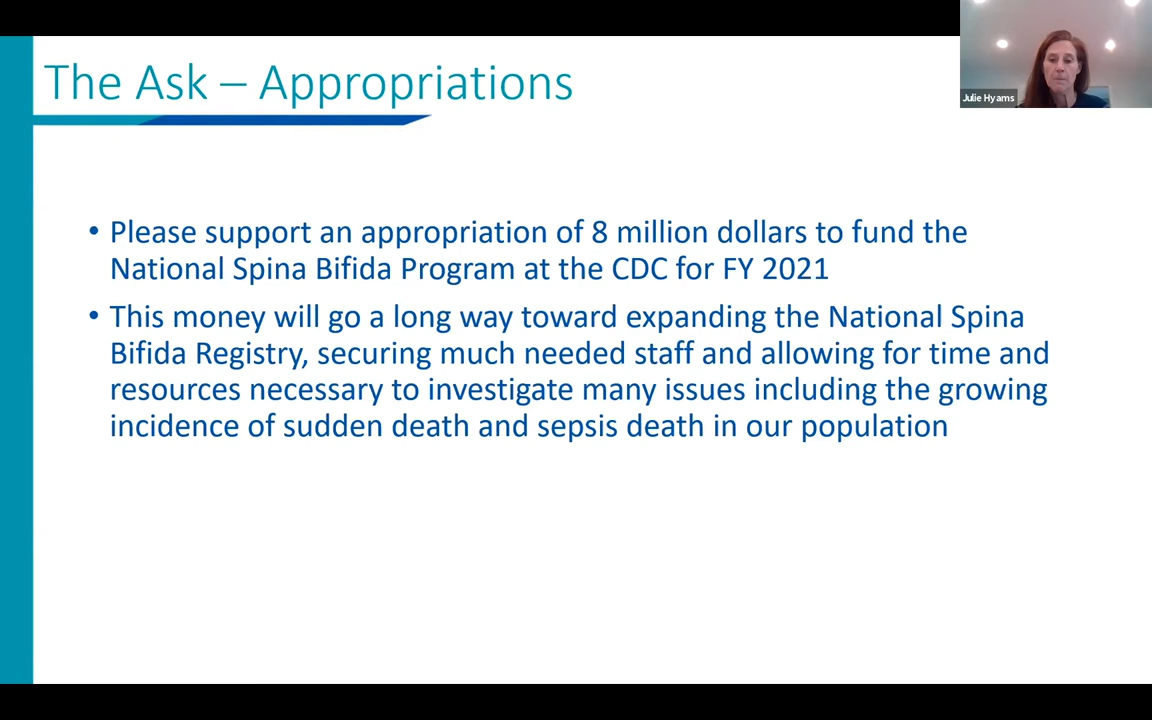 The Ask – Appropriations
Julie Hyams
• Please support an appropriation of 8 million dollars to fund the
National Spina Bifida Program at the CDC for FY 2021
• This money will go a long way toward expanding the National Spina
Bifida Registry, securing much needed staff and allowing for time and
resources necessary to investigate many issues including the growing
incidence of sudden death and sepsis death in our population